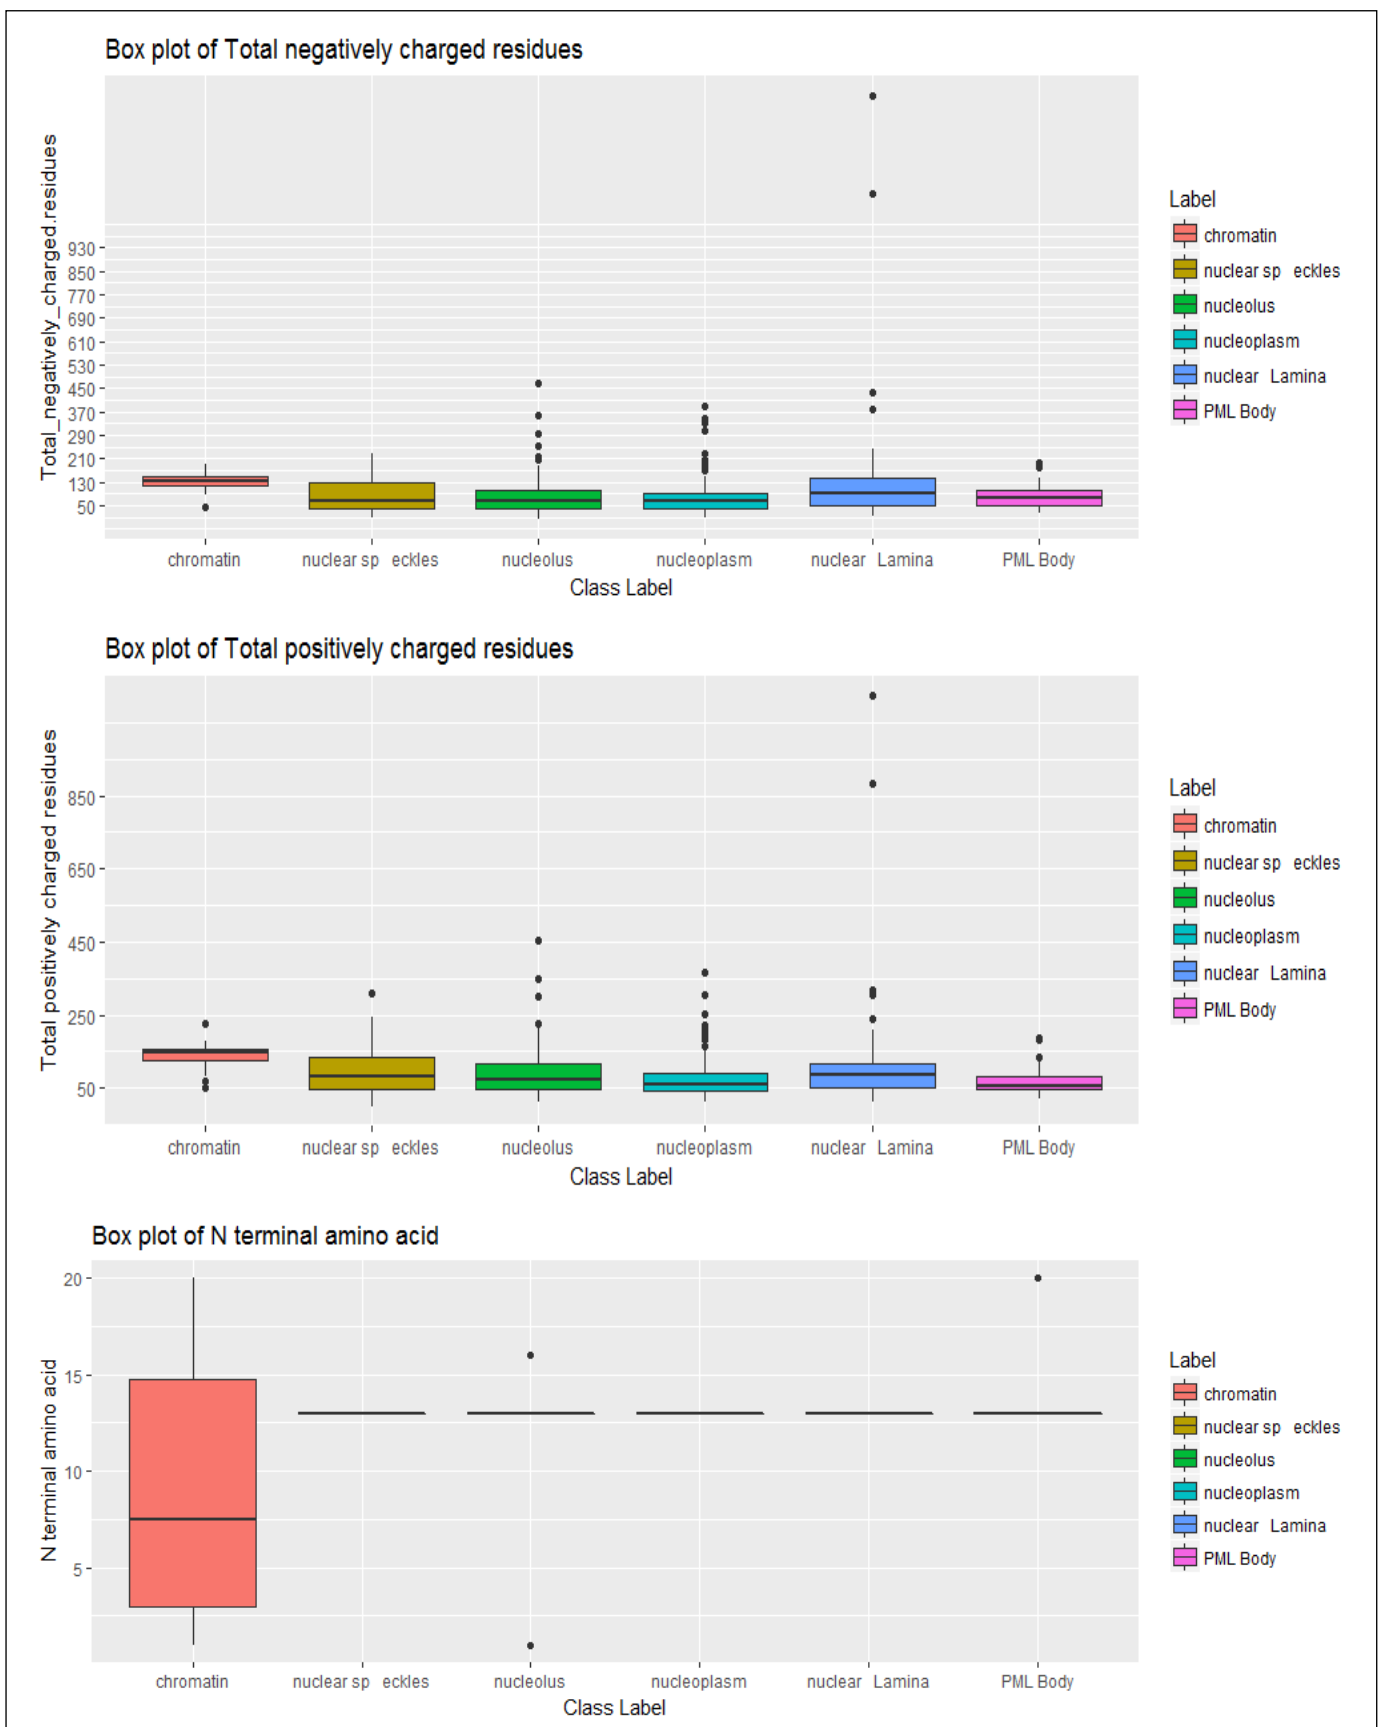 Box plot of Total negatively charged residues
Total_negatively_charged.residues
930
850
770
690
610
530
450
370
290
210
130
50
chromatin nuclear sp eckles nucleolus nucleoplasm nuclear Lamina PML Body
Class Label
Label
chromatin
nuclear sp eckles
nucleolus
nucleoplasm
nuclear Lamina
PML Body
Box plot of Total positively charged residues
Total positively charged residues
850
650
450
250
50
chromatin nuclear sp eckles nucleolus nucleoplasm nuclear Lamina PML Body
Class Label
Label
chromatin
nuclear sp eckles
nucleolus
nucleoplasm
nuclear Lamina
PML Body
Box plot of N terminal amino acid
N terminal amino acid
20
15
10
5
chromatin nuclear sp eckles nucleolus nucleoplasm nuclear Lamina PML Body
Class Label
Label
chromatin
nuclear sp eckles
nucleolus
nucleoplasm
nuclear Lamina
PML Body